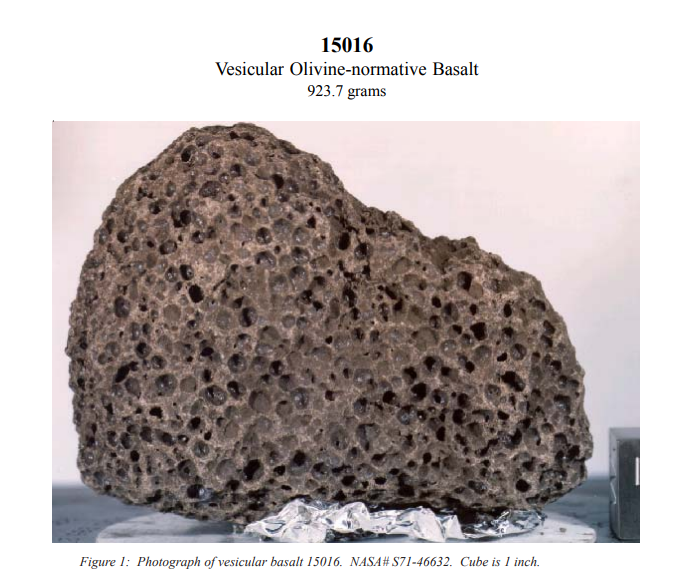 15016
Vesicular Olivine-normative Basalt
923.7 grams
Figure 1: Photograph of vesicular basalt 15016. NASA# S71-46632. Cube is 1 inch.